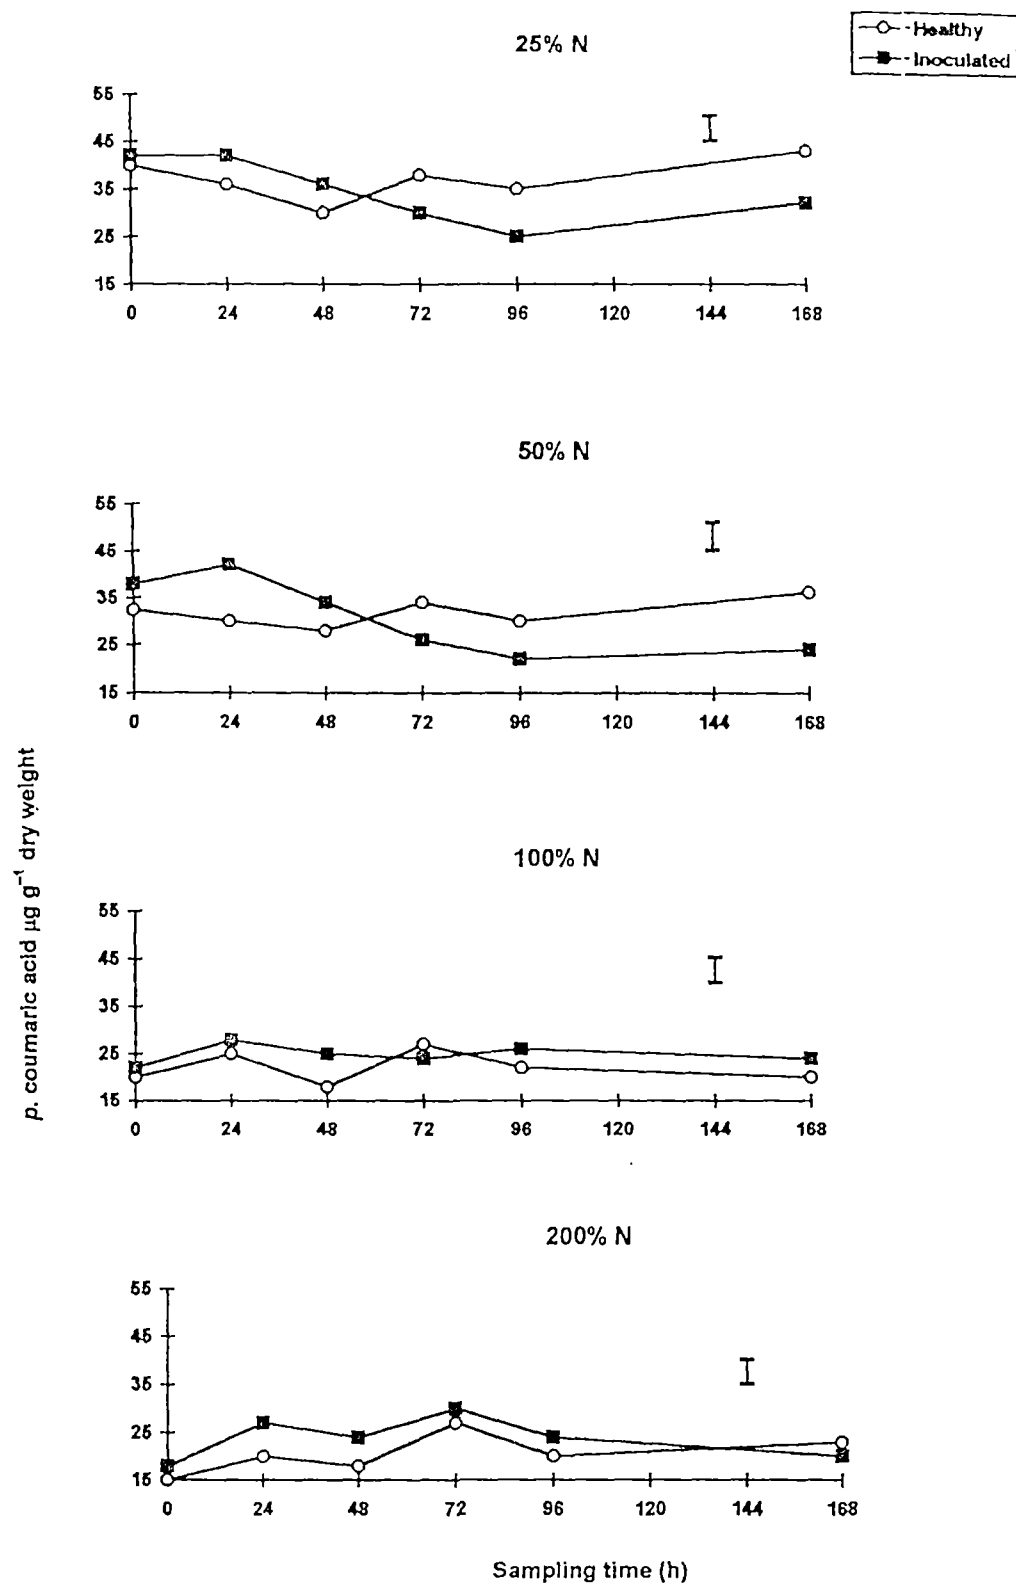 25% N
Healthy
Inoculated
55
45
35
25
15
0 24 48 72 96 120 144 168
50% N
55
45
35
25
15
0 24 48 72 96 120 144 168
p. coumaric acid µg g⁻¹ dry weight
100% N
55
45
35
25
15
0 24 48 72 96 120 144 168
200% N
55
45
35
25
15
0 24 48 72 96 120 144 168
Sampling time (h)